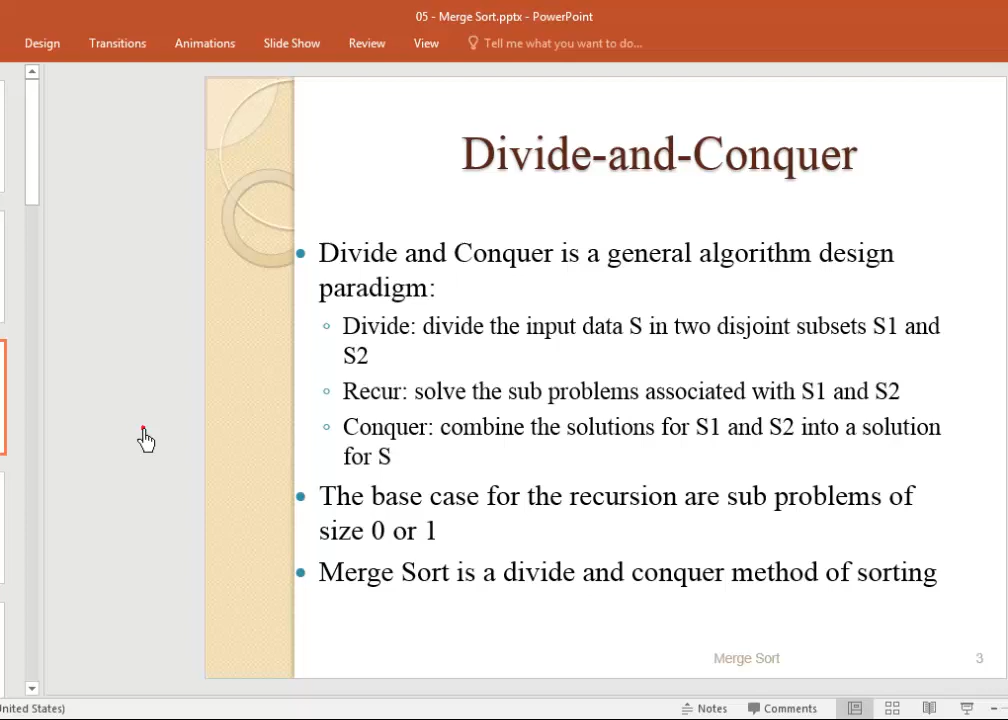 05 - Merge Sort.pptx - PowerPoint
Design Transitions Animations Slide Show Review View Tell me what you want to do...
Divide-and-Conquer
Divide and Conquer is a general algorithm design
paradigm:
Divide: divide the input data S in two disjoint subsets S1 and
S2
Recur: solve the sub problems associated with S1 and S2
Conquer: combine the solutions for S1 and S2 into a solution
for S
The base case for the recursion are sub problems of
size 0 or 1
Merge Sort is a divide and conquer method of sorting
Merge Sort 3
nited States) Notes Comments